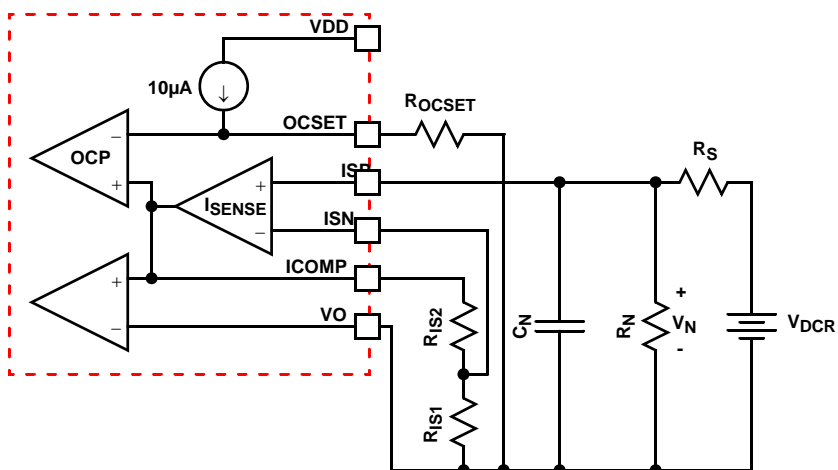 VDD
10µA
↓
OCSET
ROCSET
−
OCP
+
ISP
+
ISENSE
−
ISN
RS
ICOMP
+
VO
−
RIS2
RIS1
CN
RN
+
VN
-
VDCR